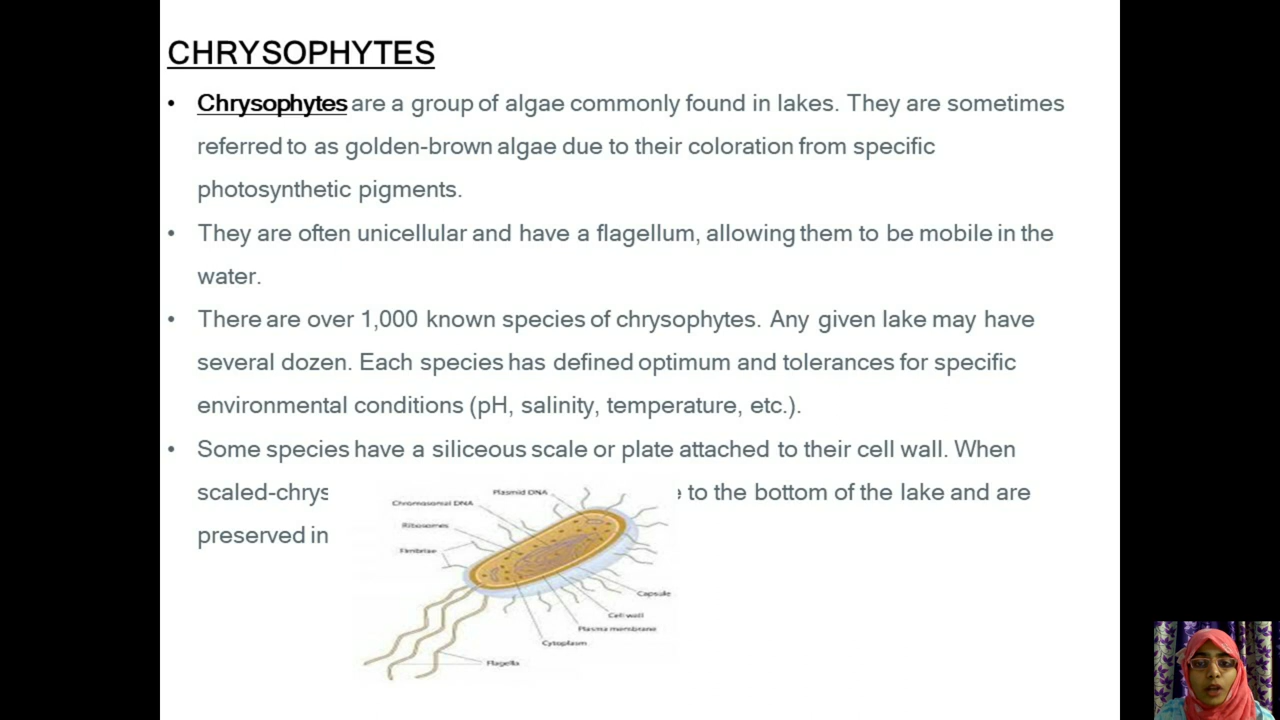 CHRYSOPHYTES
• Chrysophytes are a group of algae commonly found in lakes. They are sometimes
referred to as golden-brown algae due to their coloration from specific
photosynthetic pigments.
• They are often unicellular and have a flagellum, allowing them to be mobile in the
water.
• There are over 1,000 known species of chrysophytes. Any given lake may have
several dozen. Each species has defined optimum and tolerances for specific
environmental conditions (pH, salinity, temperature, etc.).
• Some species have a siliceous scale or plate attached to their cell wall. When
scaled-chrys to the bottom of the lake and are
preserved in
Plasmid DNA
Chromosomal DNA
Ribosomes
Fimbriae
Capsule
Cell wall
Plasma membrane
Cytoplasm
Flagella